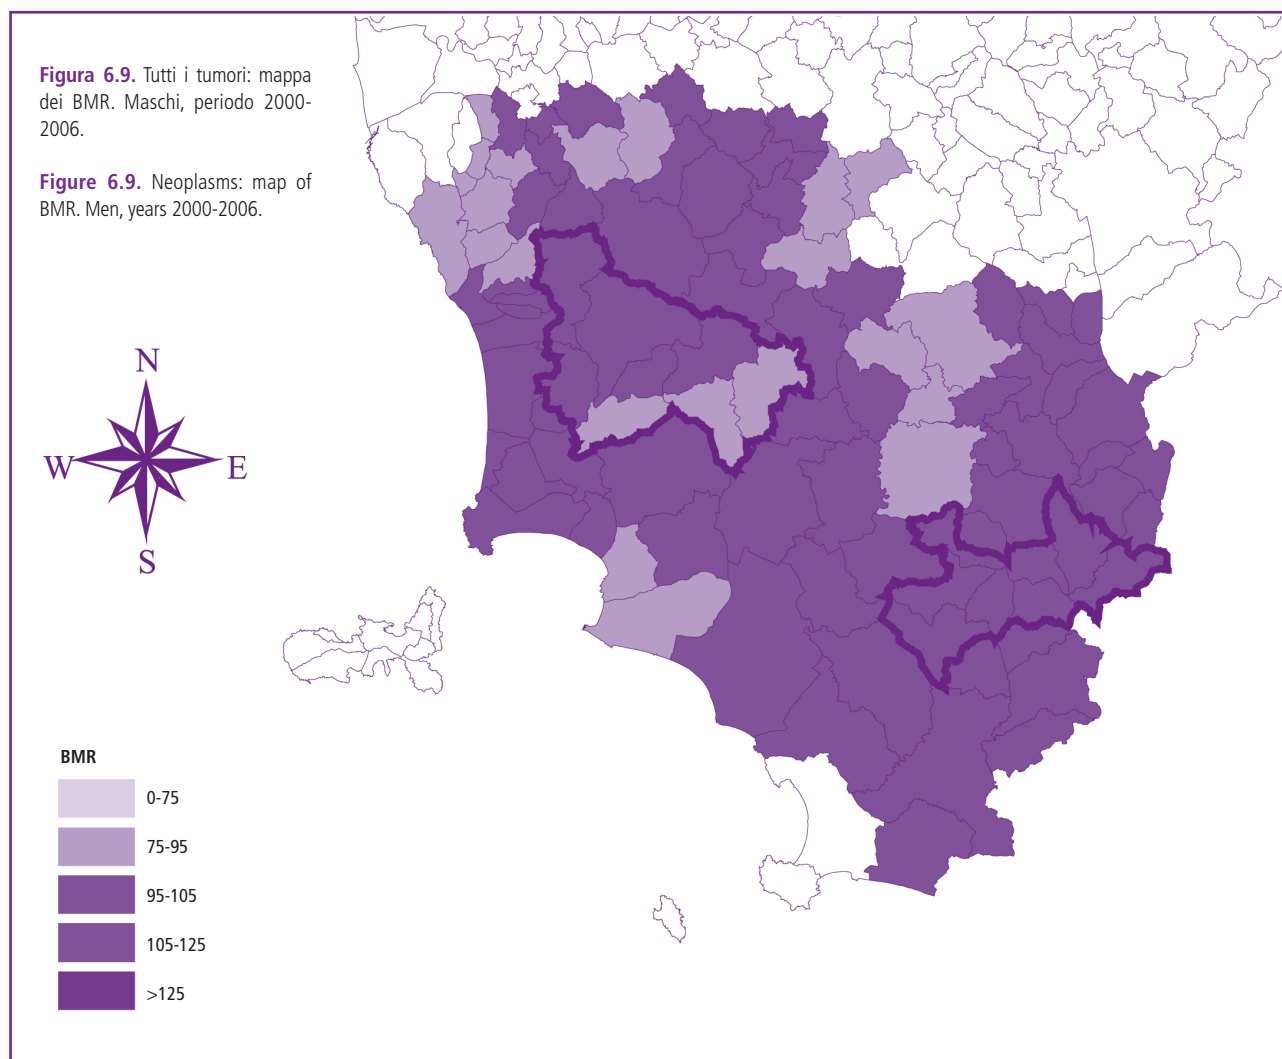 Figura 6.9. Tutti i tumori: mappa
dei BMR. Maschi, periodo 2000-
2006.
Figure 6.9. Neoplasms: map of
BMR. Men, years 2000-2006.
N
W
E
S
BMR
0-75
75-95
95-105
105-125
>125